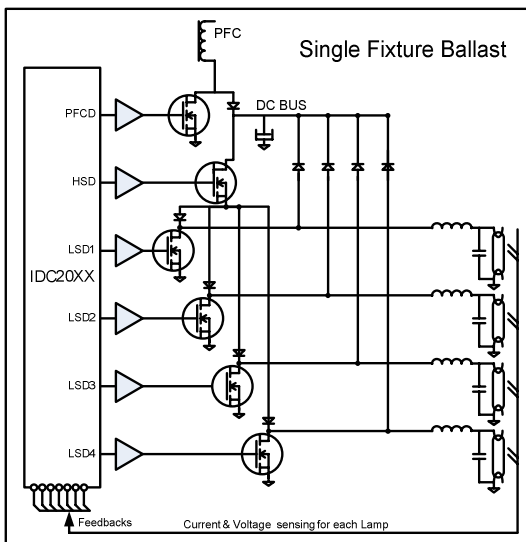 PFC
Single Fixture Ballast
DC BUS
PFCD
HSD
LSD1
IDC20XX
LSD2
LSD3
LSD4
Feedbacks
Current & Voltage sensing for each Lamp